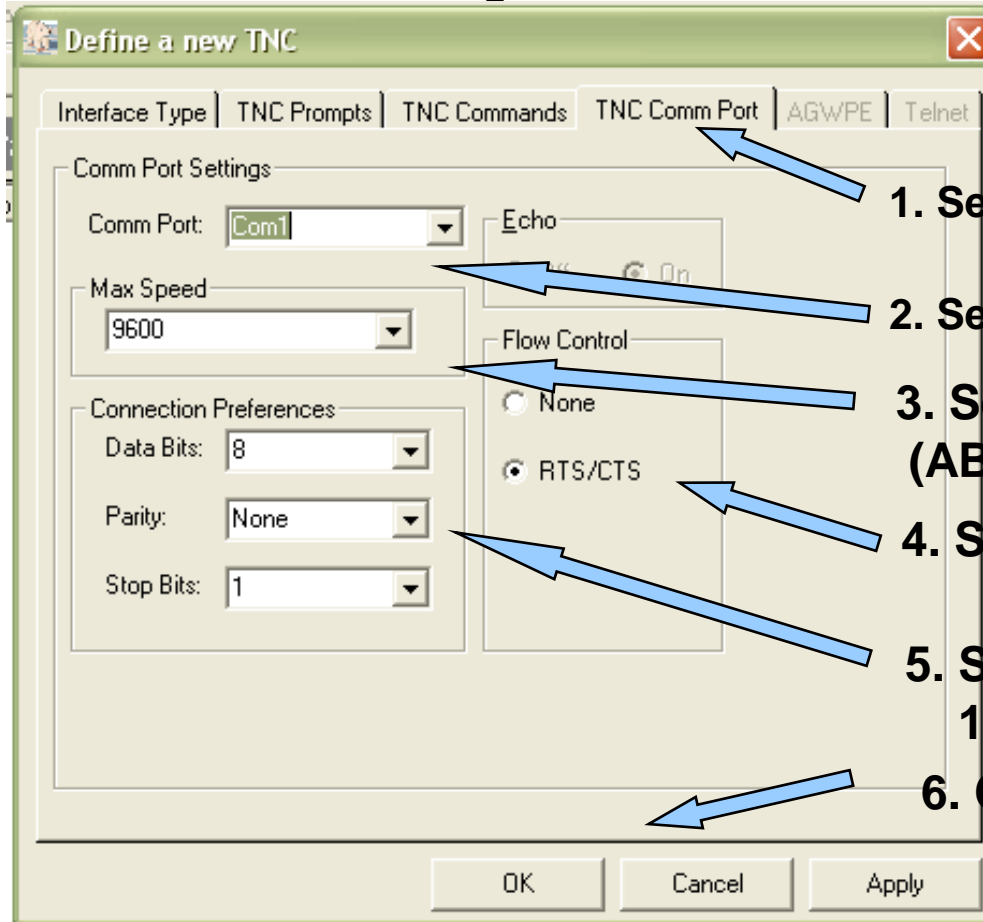 Define a new TNC
Interface Type TNC Prompts TNC Commands TNC Comm Port AGWPE Telnet
Comm Port Settings
Comm Port: Com1
Echo
On
Max Speed
9600
Flow Control
None
RTS/CTS
Connection Preferences
Data Bits: 8
Parity: None
Stop Bits: 1
1. Se
2. Se
3. S
(AB
4. S
5. S
1
6.
OK Cancel Apply